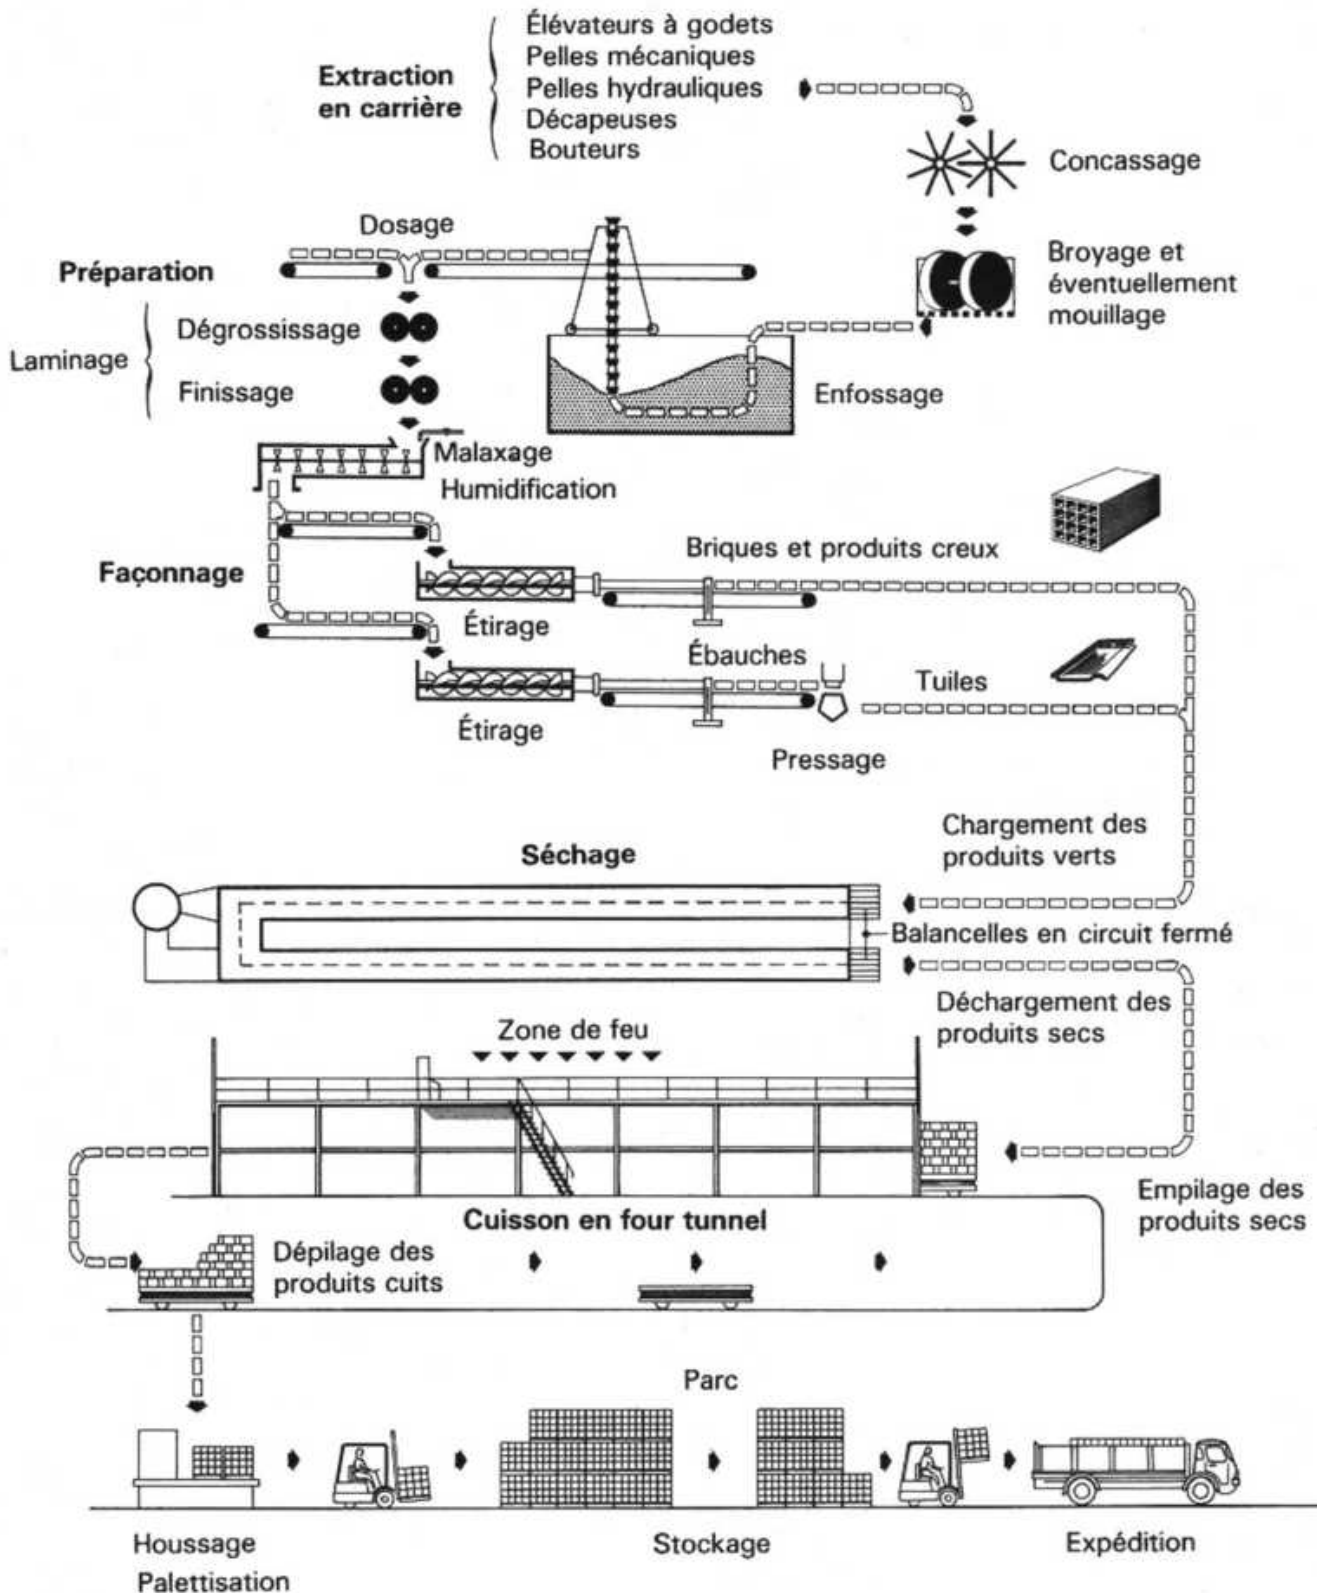 Extraction
en carrière
Élévateurs à godets
Pelles mécaniques
Pelles hydrauliques
Décapeuses
Bouteurs
Concassage
Broyage et
éventuellement
mouillage
Dosage
Préparation
Laminage
Dégrossissage
Finissage
Enfossage
Malaxage
Humidification
Façonnage
Briques et produits creux
Étirage
Ébauches
Tuiles
Étirage
Pressage
Chargement des
produits verts
Séchage
Balancelles en circuit fermé
Déchargement des
produits secs
Zone de feu
Empilage des
produits secs
Cuisson en four tunnel
Dépilage des
produits cuits
Parc
Houssage
Palettisation
Stockage
Expédition